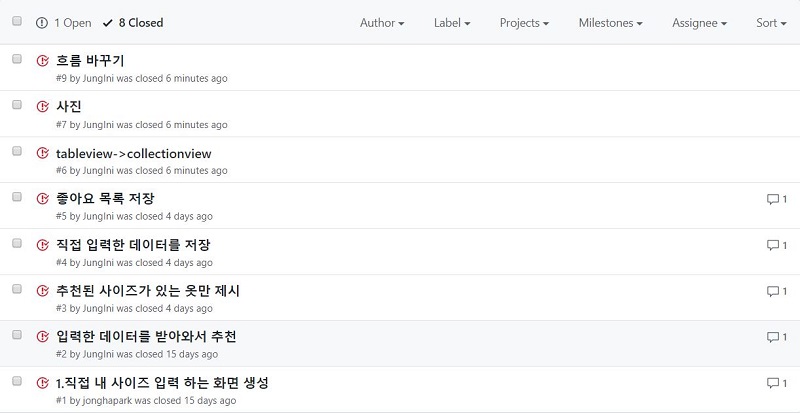 1 Open 8 Closed Author Label Projects Milestones Assignee Sort
흐름 바꾸기
#9 by JungIni was closed 6 minutes ago
사진
#7 by JungIni was closed 6 minutes ago
tableview->collectionview
#6 by JungIni was closed 6 minutes ago
좋아요 목록 저장 1
#5 by JungIni was closed 4 days ago
직접 입력한 데이터를 저장 1
#4 by JungIni was closed 4 days ago
추천된 사이즈가 있는 옷만 제시 1
#3 by JungIni was closed 4 days ago
입력한 데이터를 받아와서 추천 1
#2 by JungIni was closed 15 days ago
1.직접 내 사이즈 입력 하는 화면 생성 1
#1 by jonghapark was closed 15 days ago